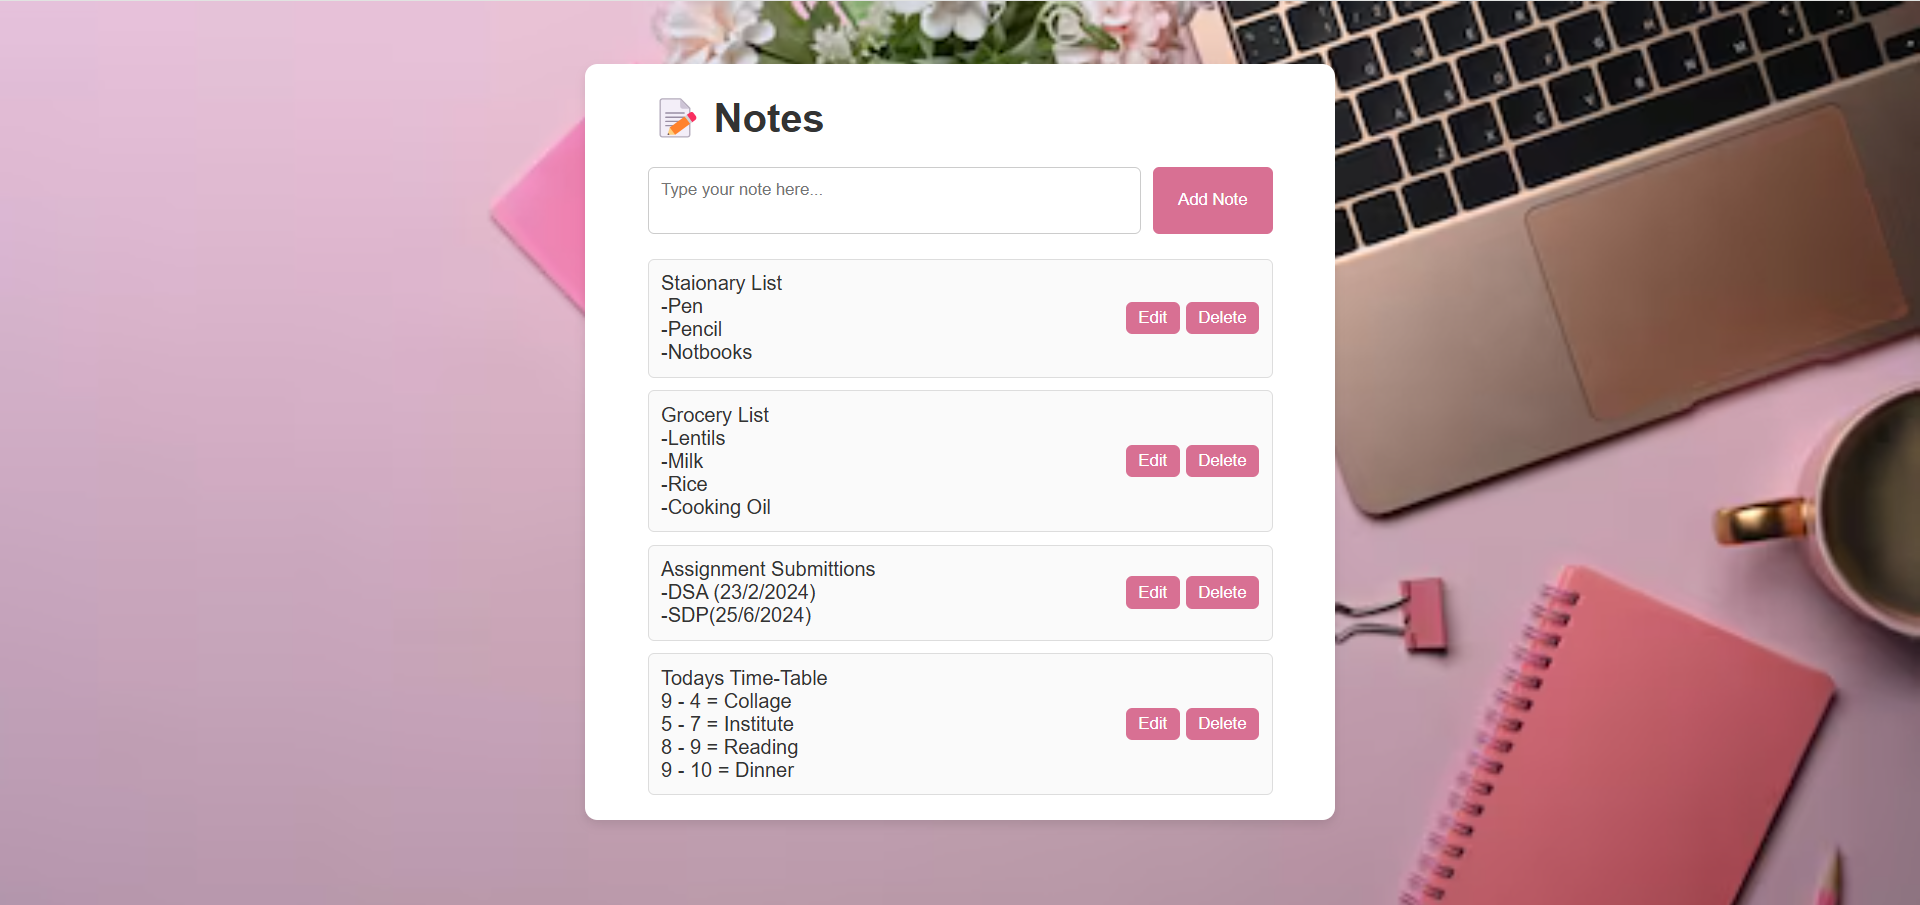 Notes
Type your note here...
Add Note
Staionary List
-Pen
-Pencil
-Notbooks
Edit
Delete
Grocery List
-Lentils
-Milk
-Rice
-Cooking Oil
Edit
Delete
Assignment Submittions
-DSA (23/2/2024)
-SDP(25/6/2024)
Edit
Delete
Todays Time-Table
9 - 4 = Collage
5 - 7 = Institute
8 - 9 = Reading
9 - 10 = Dinner
Edit
Delete